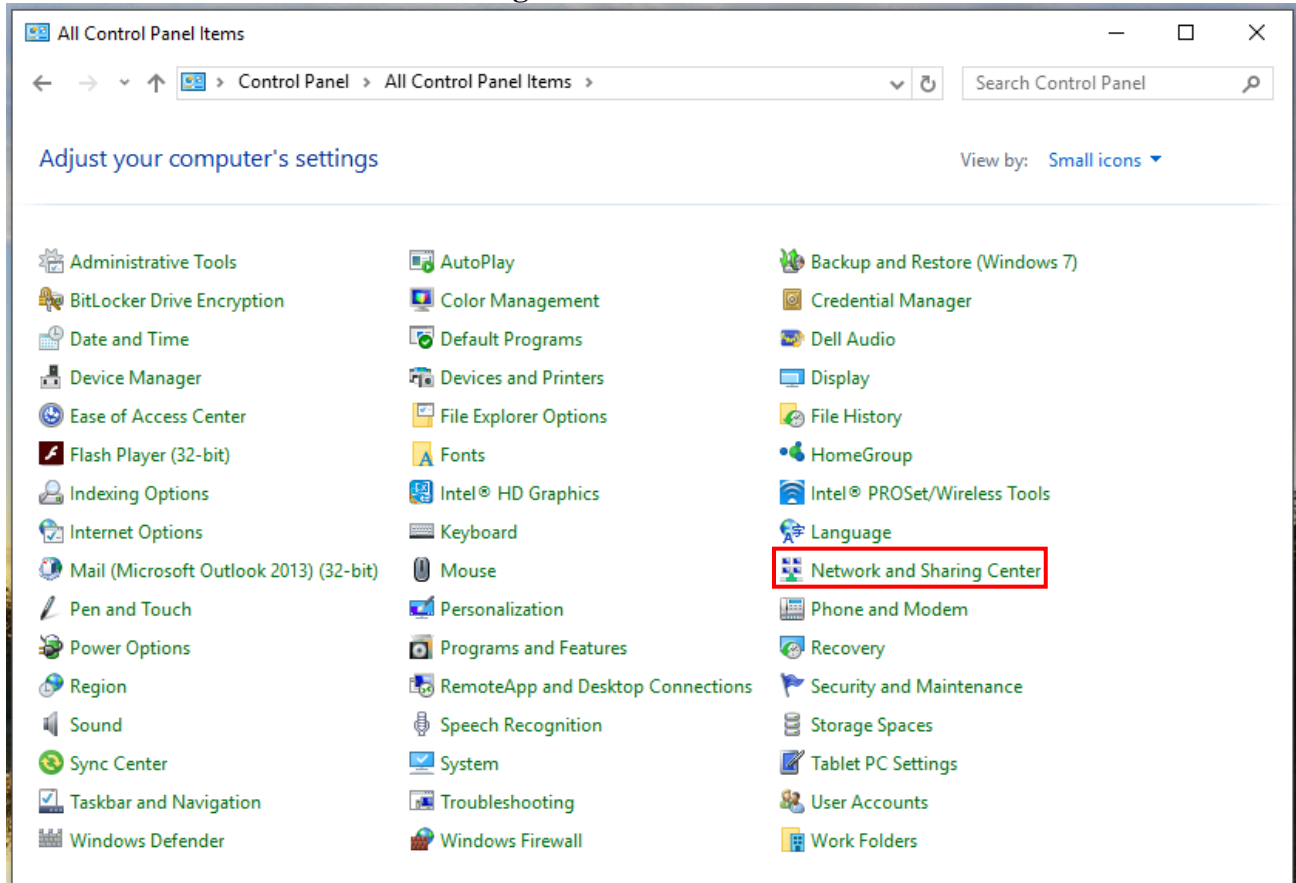 All Control Panel Items
Control Panel > All Control Panel Items >
Search Control Panel
Adjust your computer's settings
View by: Small icons
Administrative Tools
AutoPlay
Backup and Restore (Windows 7)
BitLocker Drive Encryption
Color Management
Credential Manager
Date and Time
Default Programs
Dell Audio
Device Manager
Devices and Printers
Display
Ease of Access Center
File Explorer Options
File History
Flash Player (32-bit)
Fonts
HomeGroup
Indexing Options
Intel® HD Graphics
Intel® PROSet/Wireless Tools
Internet Options
Keyboard
Language
Mail (Microsoft Outlook 2013) (32-bit)
Mouse
Network and Sharing Center
Pen and Touch
Personalization
Phone and Modem
Power Options
Programs and Features
Recovery
Region
RemoteApp and Desktop Connections
Security and Maintenance
Sound
Speech Recognition
Storage Spaces
Sync Center
System
Tablet PC Settings
Taskbar and Navigation
Troubleshooting
User Accounts
Windows Defender
Windows Firewall
Work Folders